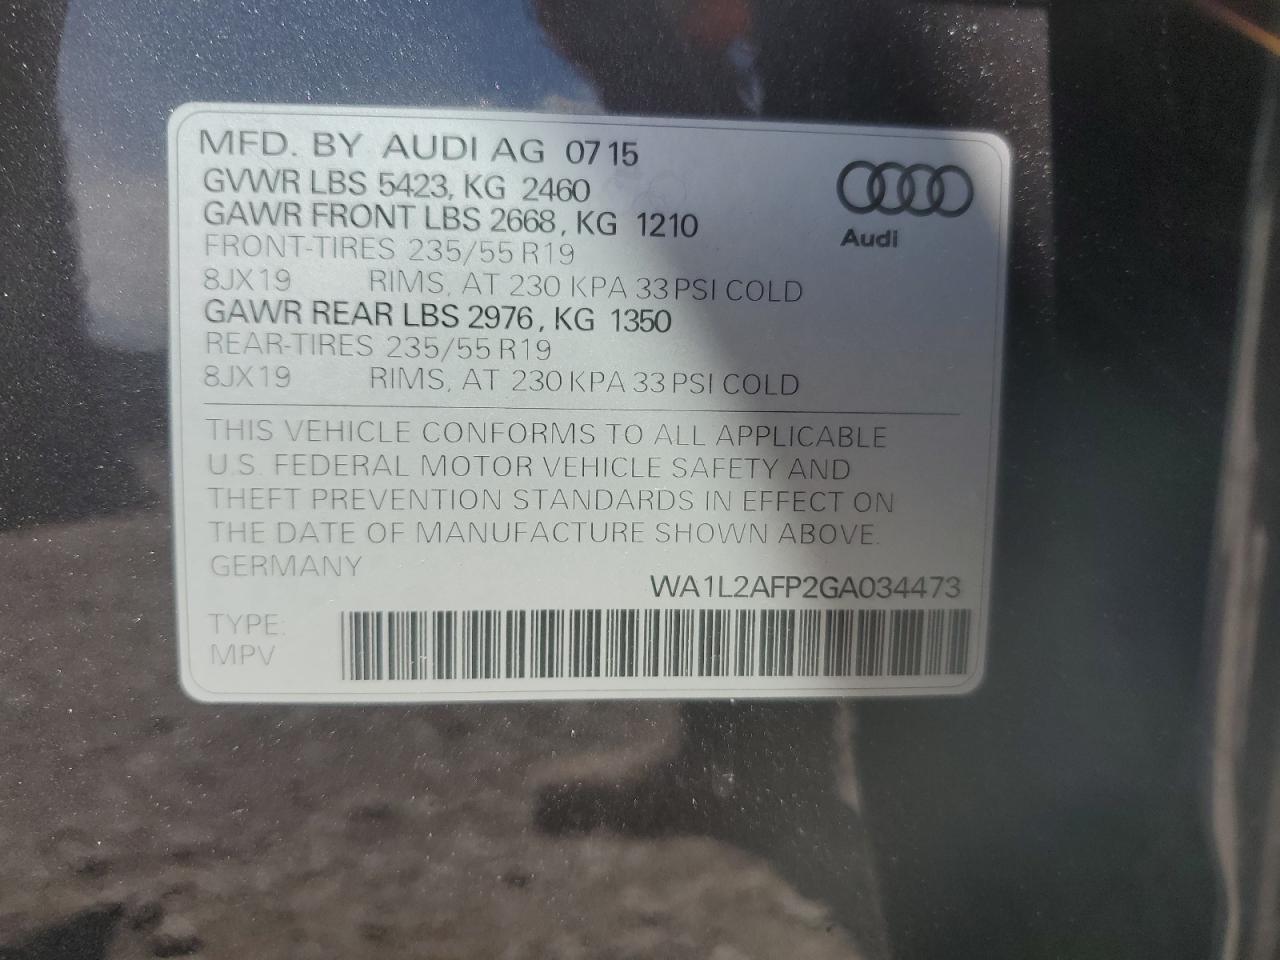 MFD. BY AUDI AG 07 15
GVWR LBS 5423, KG 2460
GAWR FRONT LBS 2668, KG 1210
FRONT-TIRES 235/55 R19
8JX19 RIMS, AT 230 KPA 33 PSI COLD
GAWR REAR LBS 2976, KG 1350
REAR-TIRES 235/55 R19
8JX19 RIMS, AT 230 KPA 33 PSI COLD
Audi
THIS VEHICLE CONFORMS TO ALL APPLICABLE
U.S. FEDERAL MOTOR VEHICLE SAFETY AND
THEFT PREVENTION STANDARDS IN EFFECT ON
THE DATE OF MANUFACTURE SHOWN ABOVE.
GERMANY
WA1L2AFP2GA034473
TYPE:
MPV